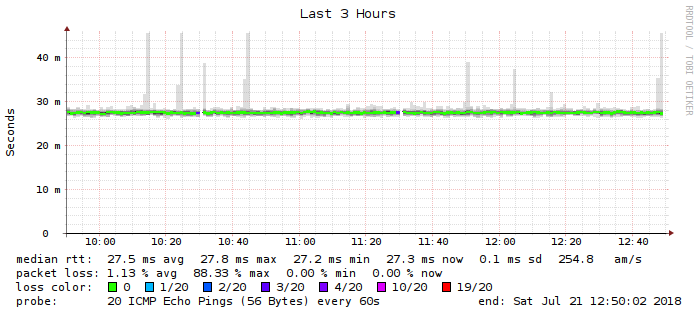 Last 3 Hours
RRDTOOL / TOBI OETIKER
Seconds
40 m
30 m
20 m
10 m
0
10:00 10:20 10:40 11:00 11:20 11:40 12:00 12:20 12:40
median rtt: 27.5 ms avg 27.8 ms max 27.2 ms min 27.3 ms now 0.1 ms sd 254.8 am/s
packet loss: 1.13 % avg 88.33 % max 0.00 % min 0.00 % now
loss color: 0 1/20 2/20 3/20 4/20 10/20 19/20
probe: 20 ICMP Echo Pings (56 Bytes) every 60s end: Sat Jul 21 12:50:02 2018